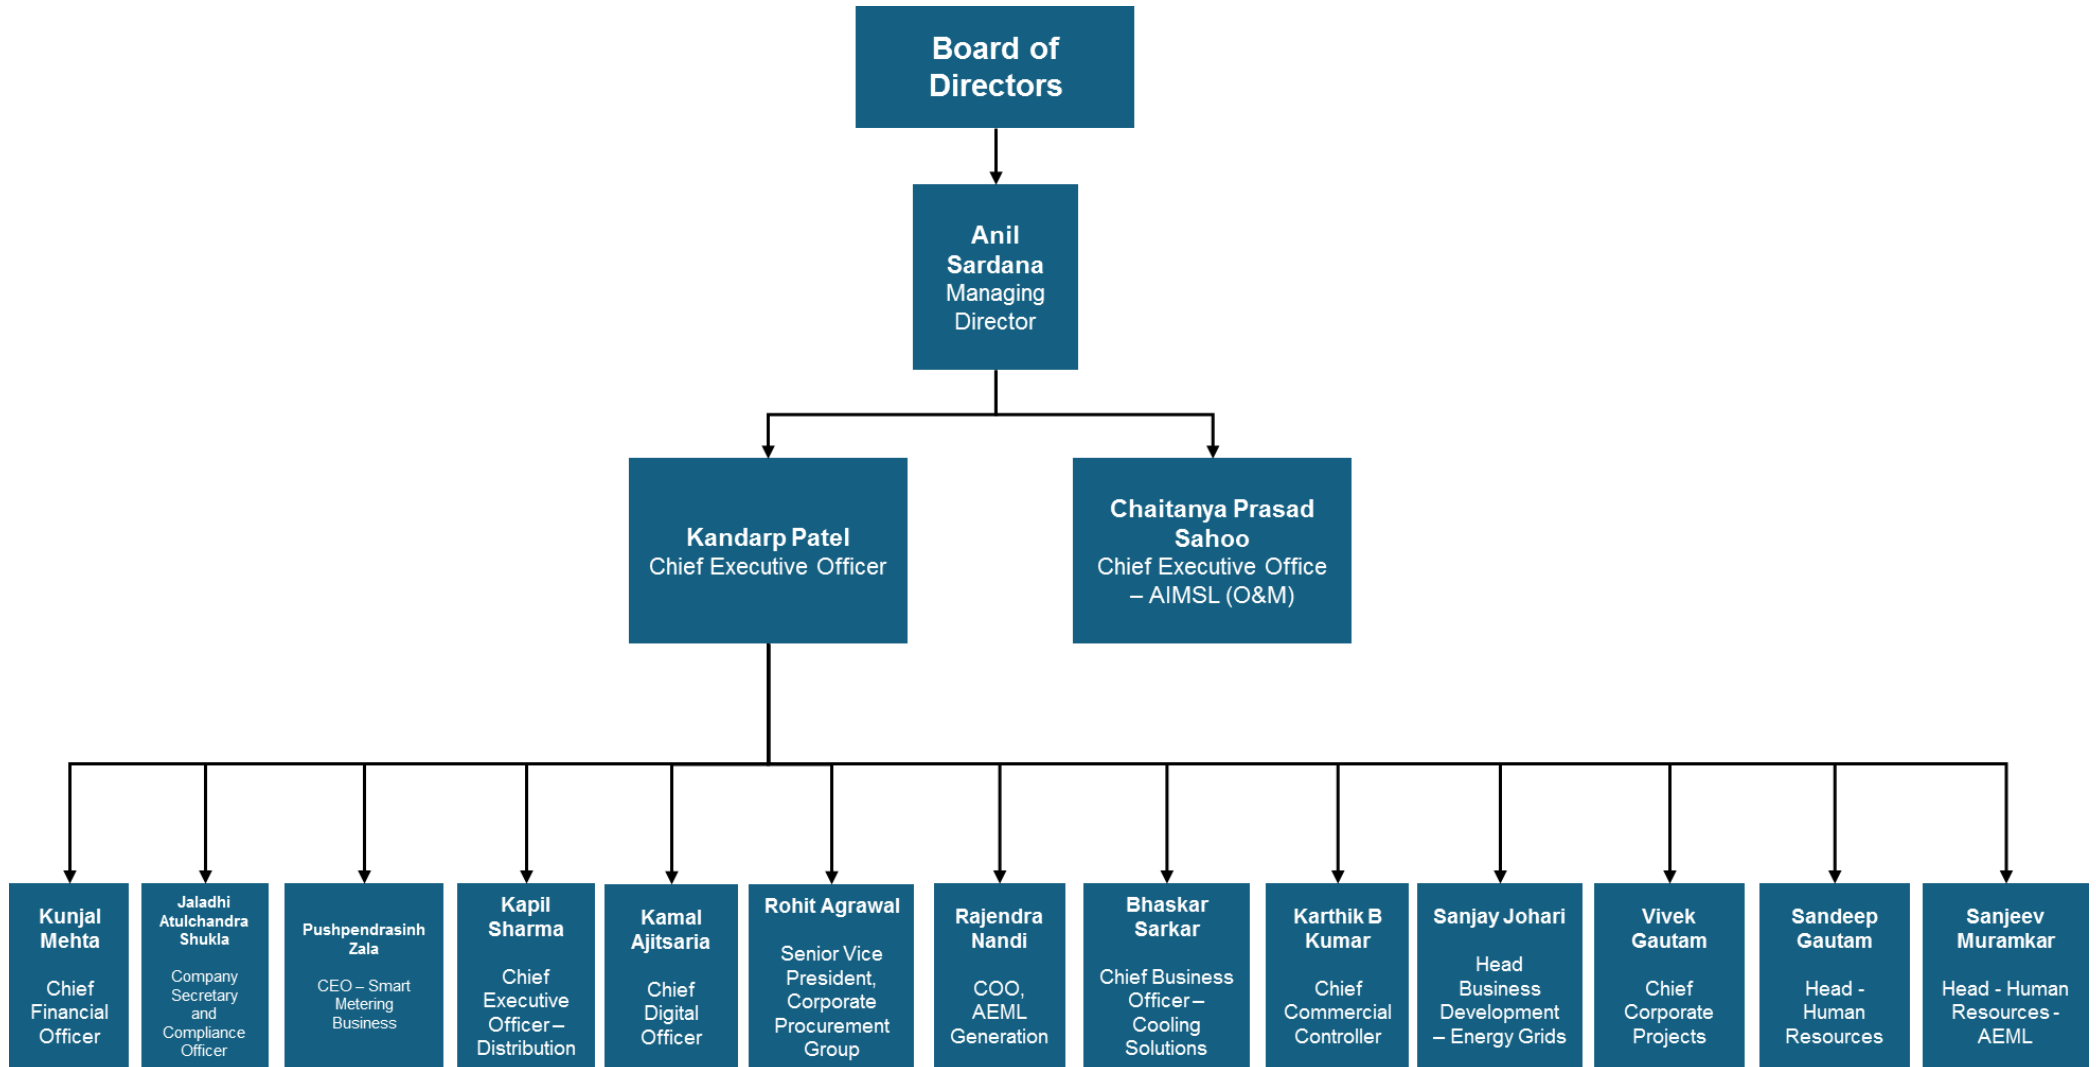 Board of
Directors
Anil
Sardana
Managing
Director
Kandarp Patel
Chief Executive Officer
Chaitanya Prasad
Sahoo
Chief Executive Office
– AIMSL (O&M)
Kunjal
Mehta
Chief
Financial
Officer
Jaladhi
Atulchandra
Shukla
Company
Secretary
and
Compliance
Officer
Pushpendrasinh
Zala
CEO – Smart
Metering
Business
Kapil
Sharma
Chief
Executive
Officer –
Distribution
Kamal
Ajitsaria
Chief
Digital
Officer
Rohit Agrawal
Senior Vice
President,
Corporate
Procurement
Group
Rajendra
Nandi
COO,
AEML
Generation
Bhaskar
Sarkar
Chief Business
Officer –
Cooling
Solutions
Karthik B
Kumar
Chief
Commercial
Controller
Sanjay Johari
Head
Business
Development
– Energy Grids
Vivek
Gautam
Chief
Corporate
Projects
Sandeep
Gautam
Head -
Human
Resources
Sanjeev
Muramkar
Head - Human
Resources -
AEML